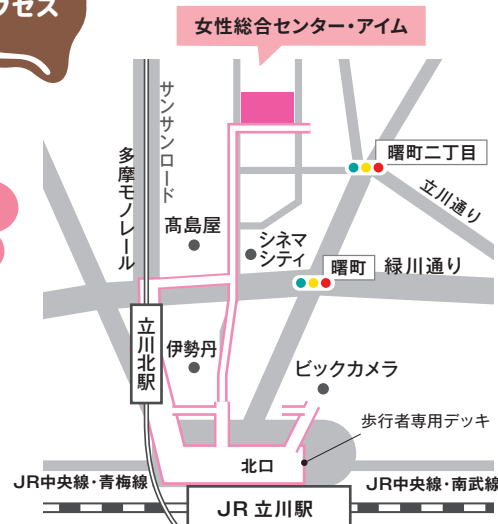 女性総合センター・アイム
サンサンロード
多摩モノレール
曙町二丁目
立川通り
髙島屋
シネマ
シティ
曙町
緑川通り
立川北駅
伊勢丹
ビックカメラ
歩行者専用デッキ
北口
JR中央線・青梅線
JR中央線・南武線
JR 立川駅